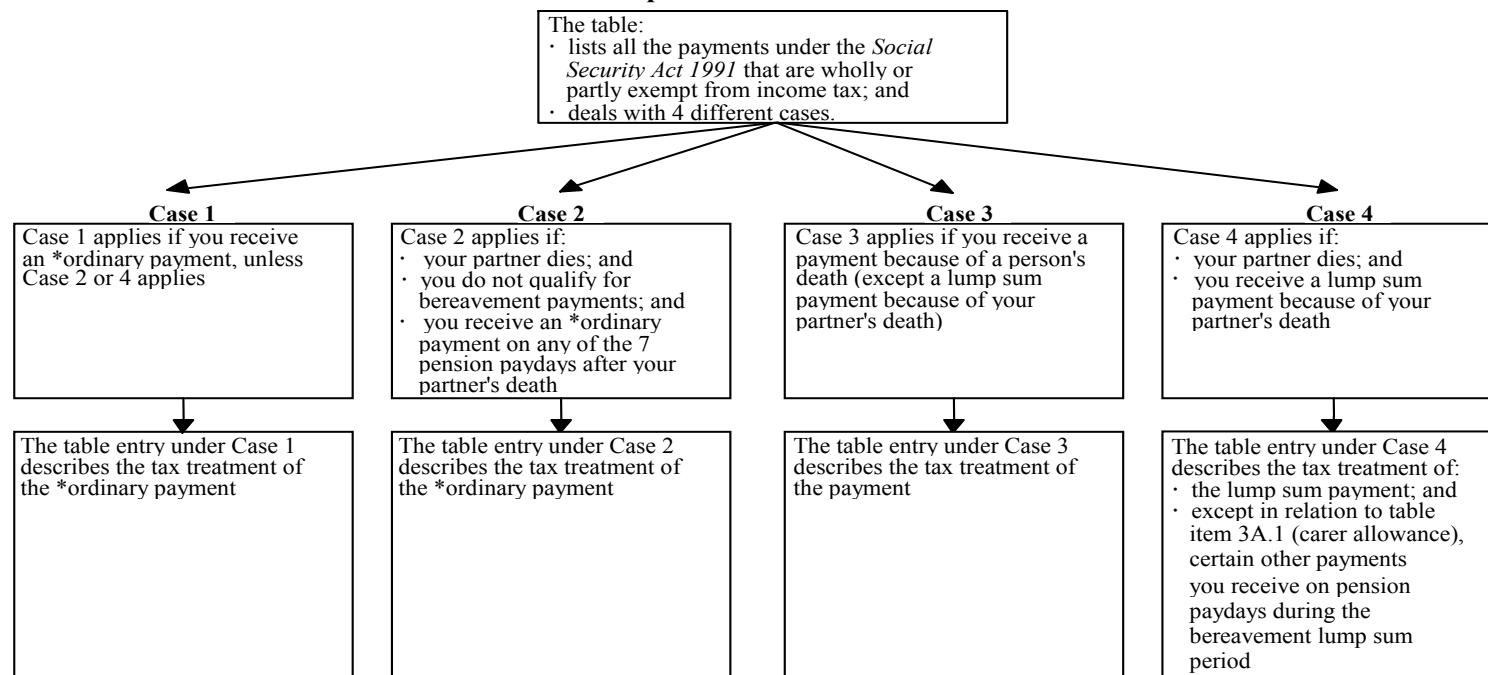 The table:
· lists all the payments under the Social
Security Act 1991 that are wholly or
partly exempt from income tax; and
· deals with 4 different cases.
Case 1
Case 1 applies if you receive
an *ordinary payment, unless
Case 2 or 4 applies
The table entry under Case 1
describes the tax treatment of
the *ordinary payment
Case 2
Case 2 applies if:
· your partner dies; and
· you do not qualify for
bereavement payments; and
· you receive an *ordinary
payment on any of the 7
pension paydays after your
partner's death
The table entry under Case 2
describes the tax treatment of
the *ordinary payment
Case 3
Case 3 applies if you receive a
payment because of a person's
death (except a lump sum
payment because of your
partner's death)
The table entry under Case 3
describes the tax treatment of
the payment
Case 4
Case 4 applies if:
· your partner dies; and
· you receive a lump sum
payment because of your
partner's death
The table entry under Case 4
describes the tax treatment of:
· the lump sum payment; and
· except in relation to table
item 3A.1 (carer allowance),
certain other payments
you receive on pension
paydays during the
bereavement lump sum
period